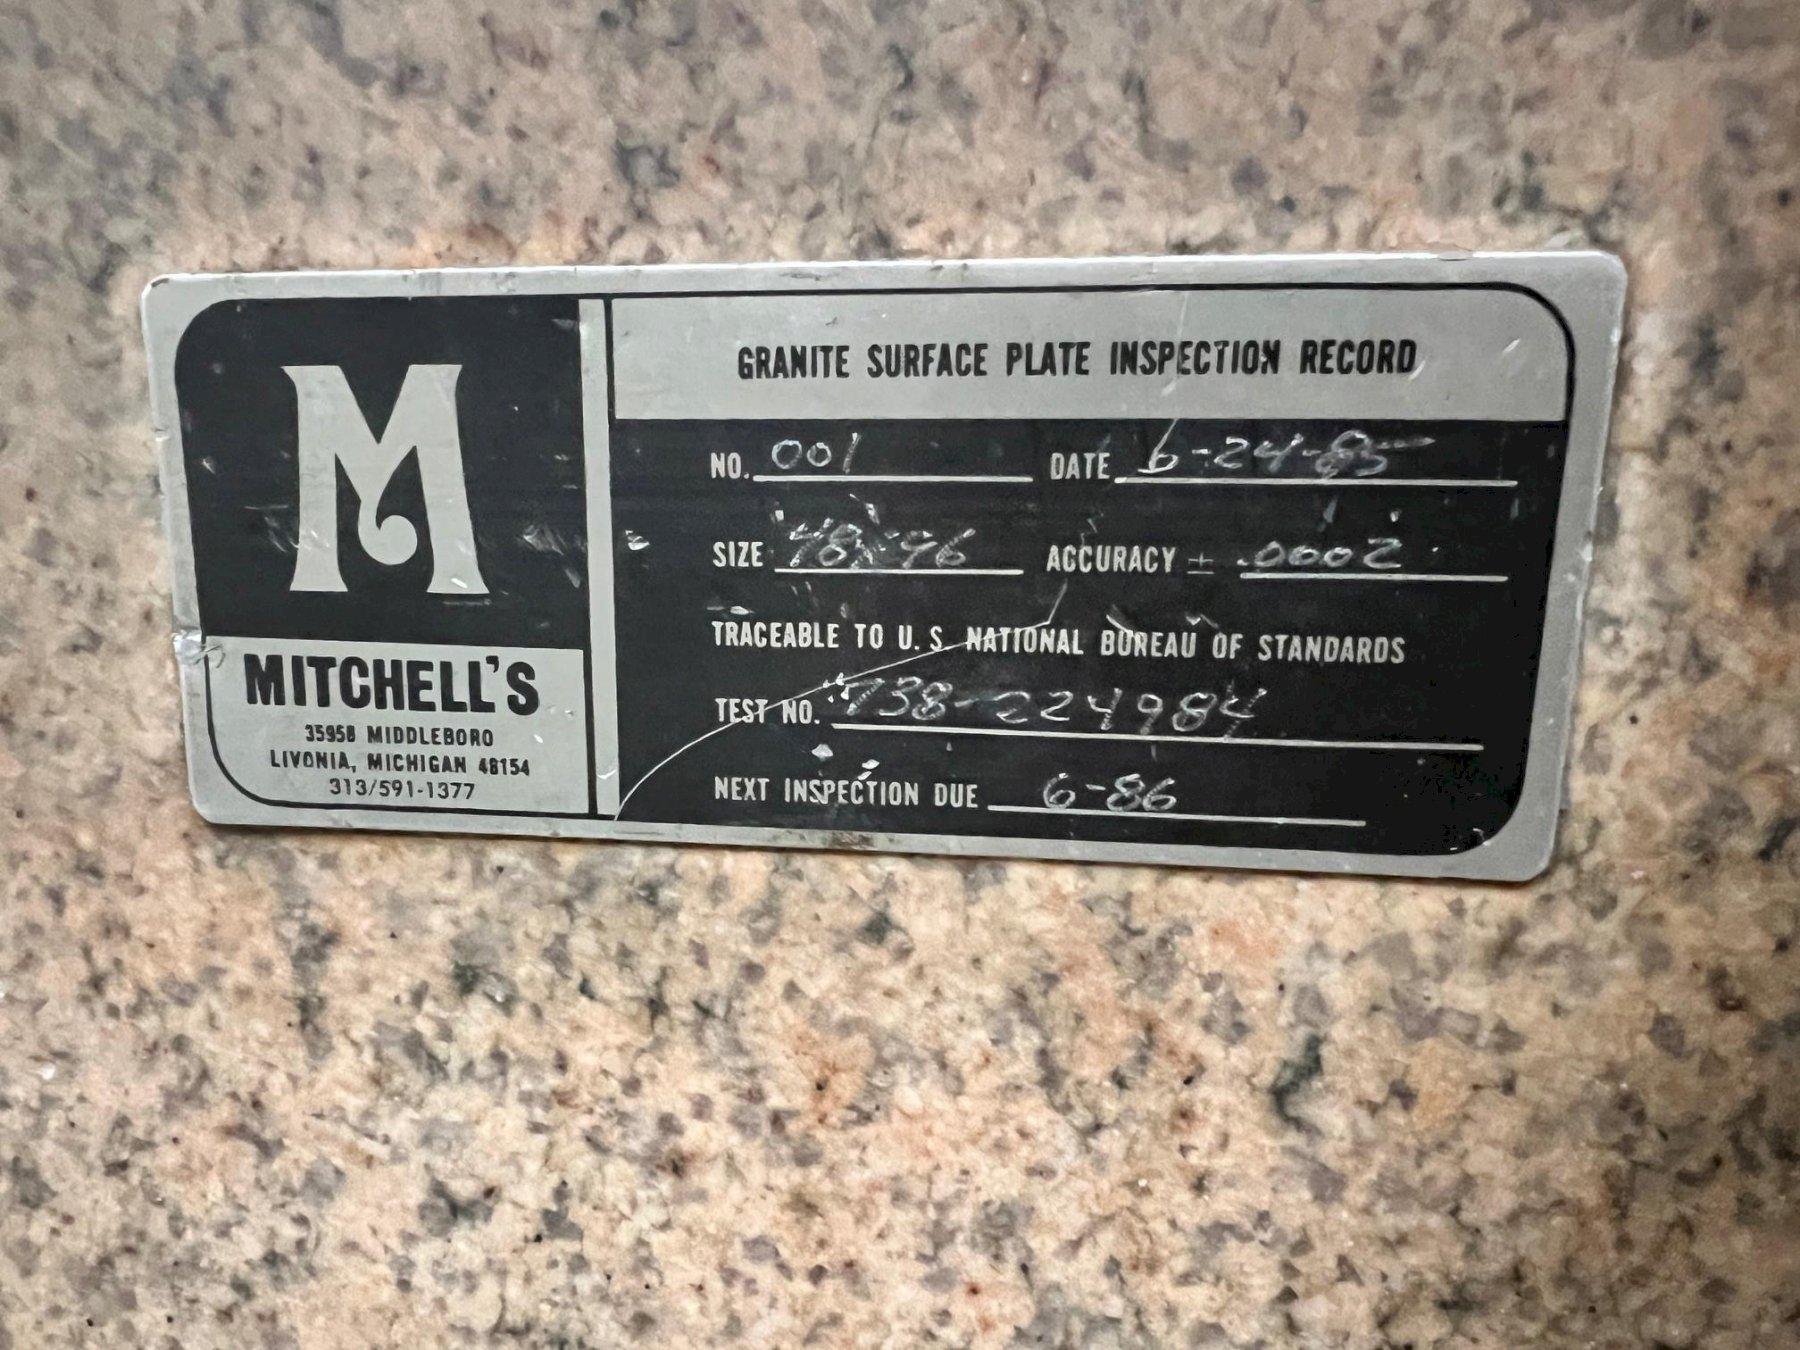 M
MITCHELL'S
35958 MIDDLEBORO
LIVONIA, MICHIGAN 48154
313/591-1377
GRANITE SURFACE PLATE INSPECTION RECORD
NO. 001 DATE 6-24-85
SIZE 48x96 ACCURACY ± .0002
TRACEABLE TO U.S. NATIONAL BUREAU OF STANDARDS
TEST NO. 738-224984
NEXT INSPECTION DUE 6-86